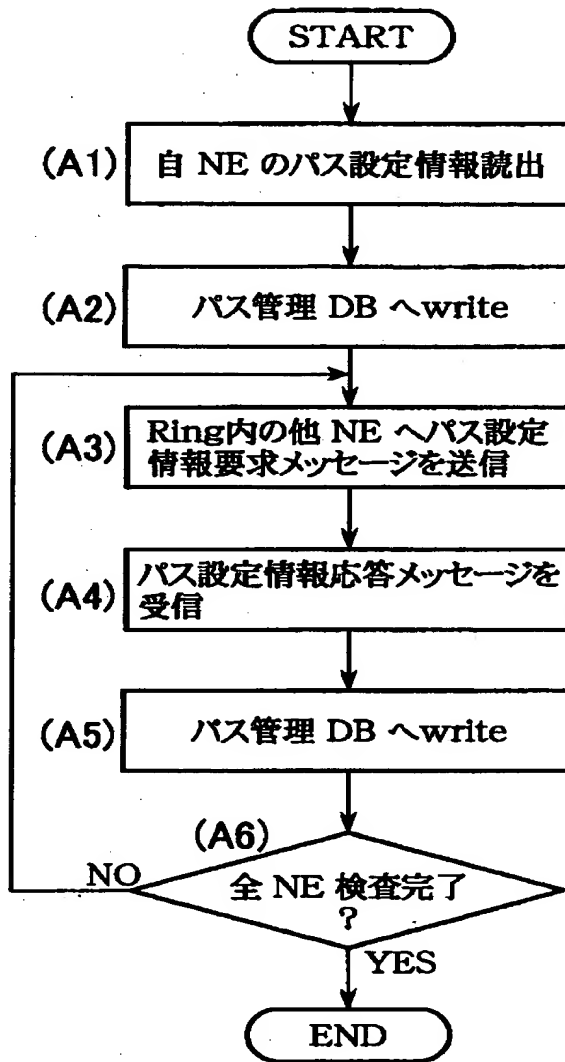 START
(A1) 自 NE のパス設定情報読出
(A2) パス管理 DB へwrite
(A3) Ring内の他 NE へパス設定
情報要求メッセージを送信
(A4) パス設定情報応答メッセージを
受信
(A5) パス管理 DB へwrite
(A6)
NO
全 NE 検査完了
?
YES
END